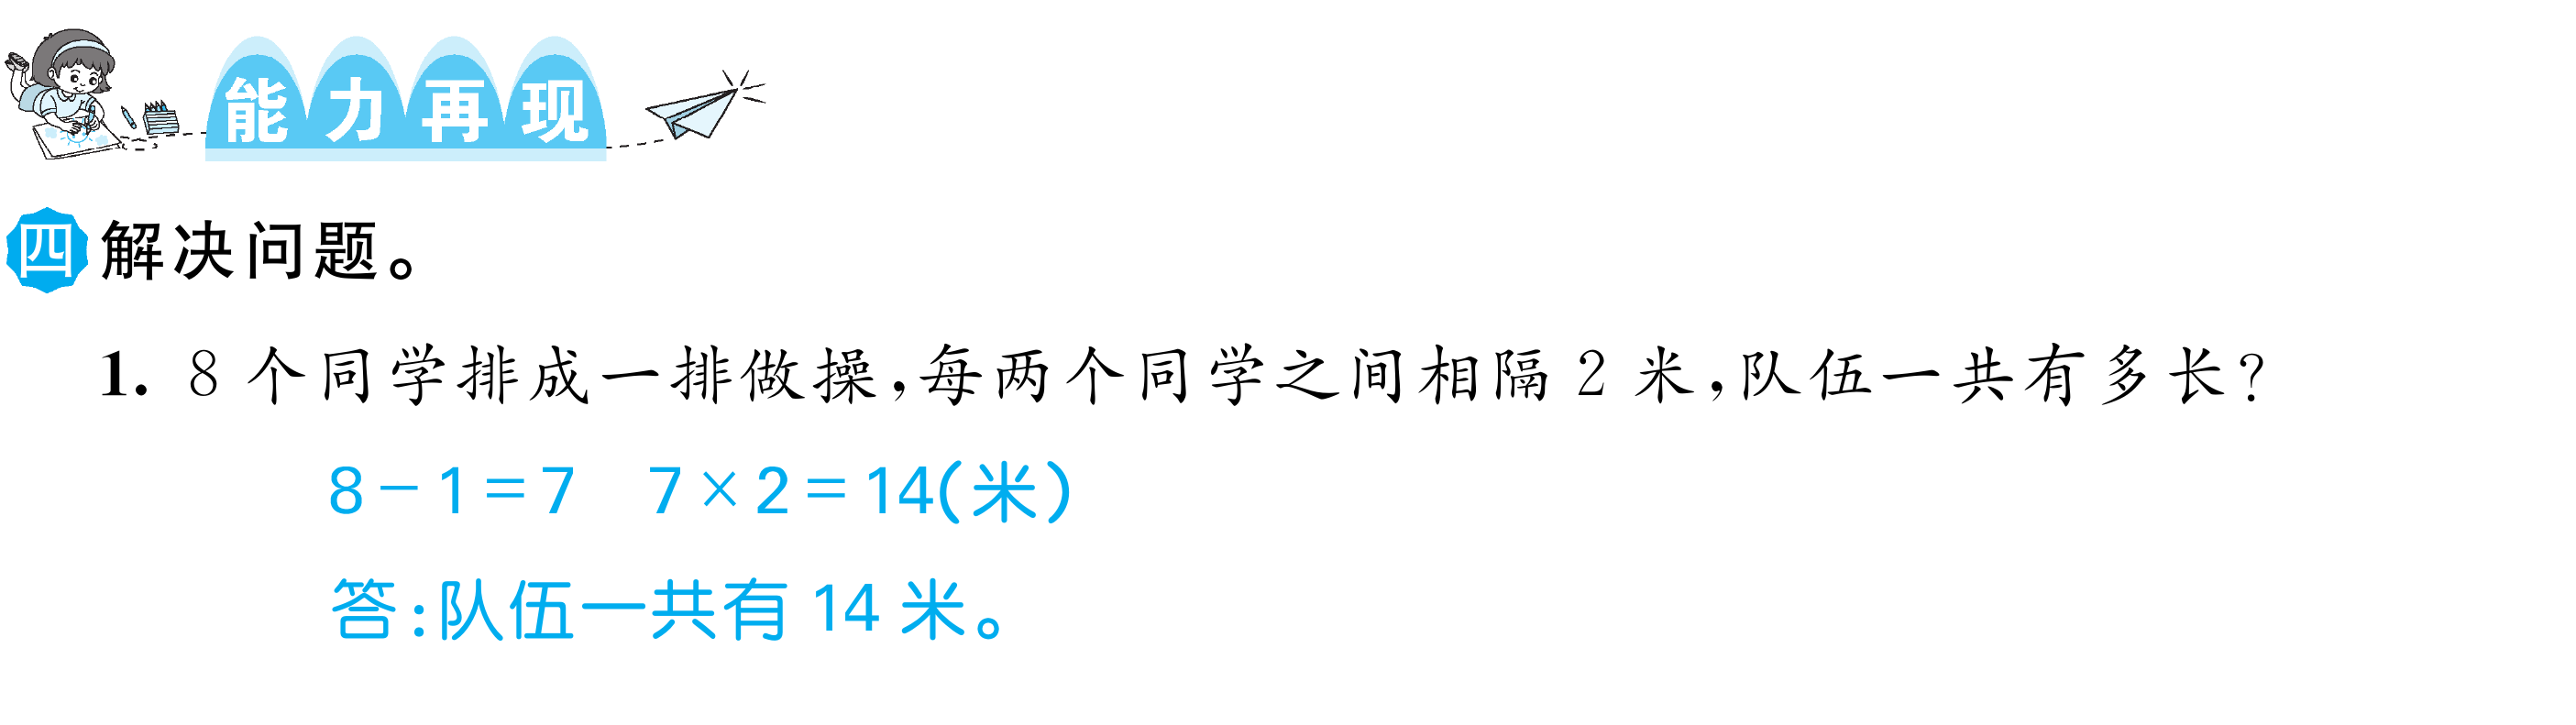 能力再现
四 解决问题。
1. 8 个同学排成一排做操,每两个同学之间相隔 2 米,队伍一共有多长?
8-1=7 7×2=14(米)
答:队伍一共有 14 米。